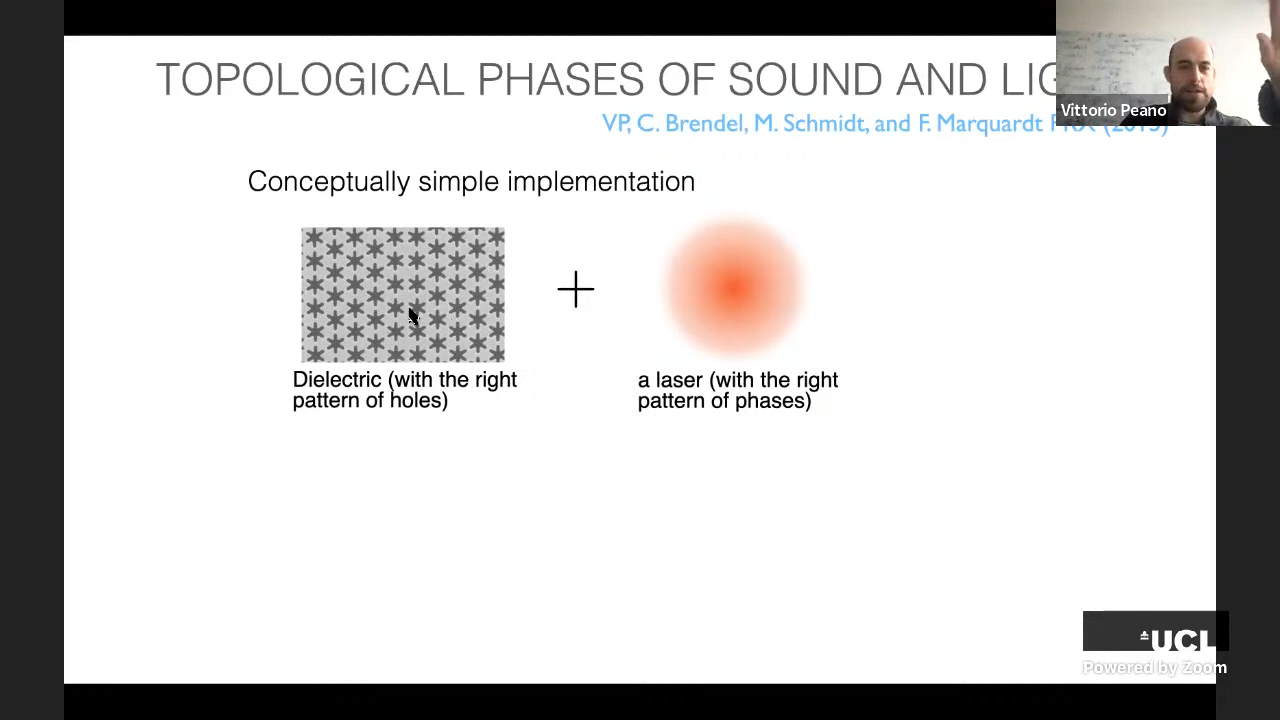 TOPOLOGICAL PHASES OF SOUND AND LIG
VP, C. Brendel, M. Schmidt, and F. Marquardt
Vittorio Peano
Conceptually simple implementation
Dielectric (with the right
pattern of holes)
a laser (with the right
pattern of phases)
UCL
Powered by Zoom